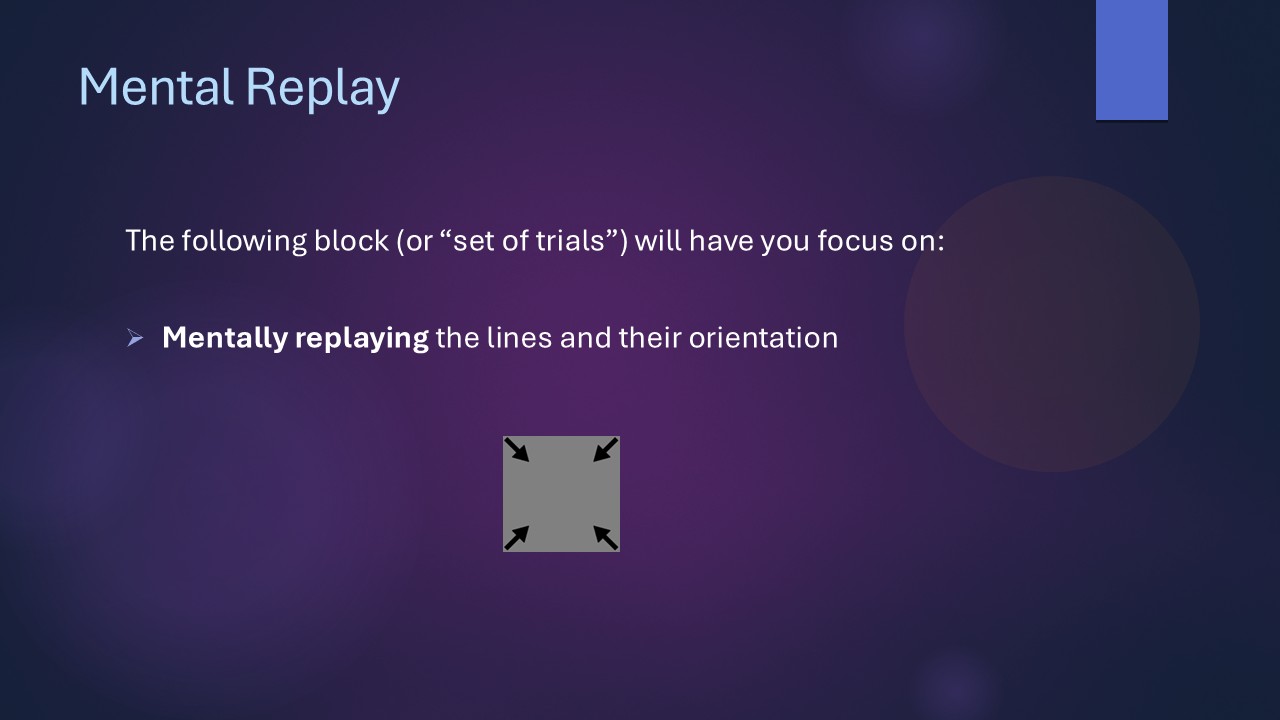 Mental Replay
The following block (or “set of trials”) will have you focus on:
Mentally replaying the lines and their orientation